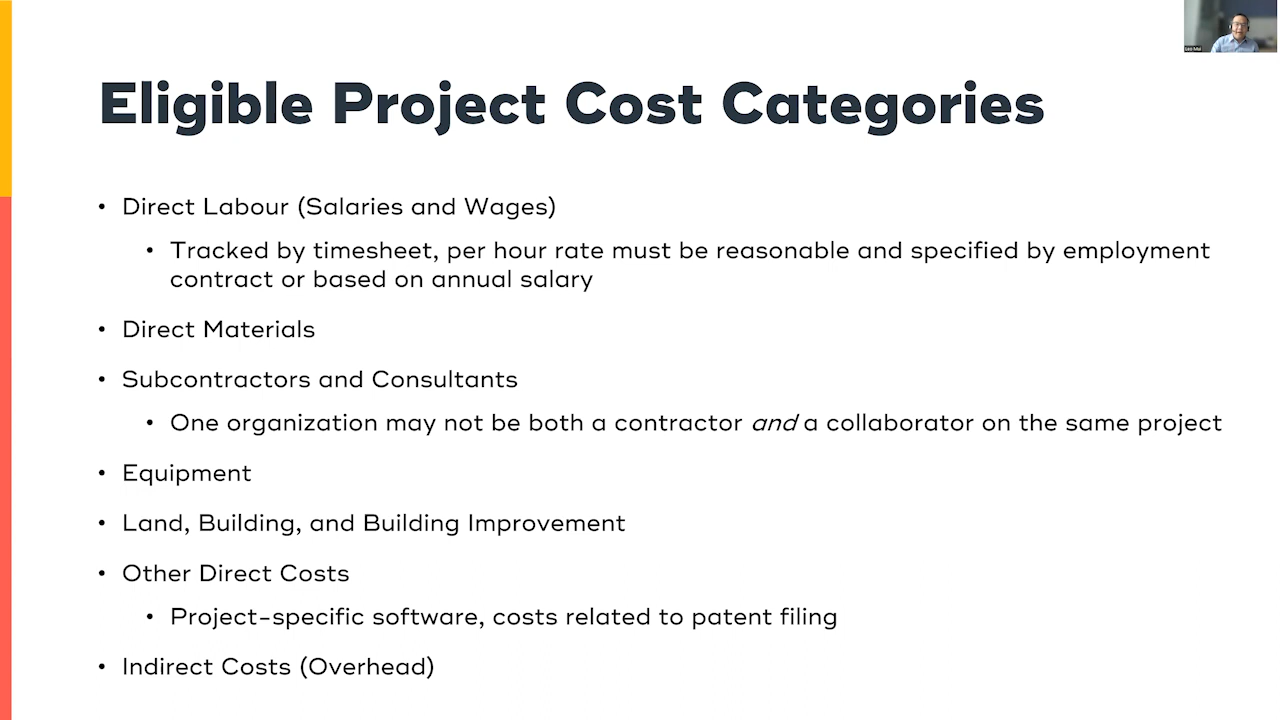 Eligible Project Cost Categories
• Direct Labour (Salaries and Wages)
• Tracked by timesheet, per hour rate must be reasonable and specified by employment
contract or based on annual salary
• Direct Materials
• Subcontractors and Consultants
• One organization may not be both a contractor and a collaborator on the same project
• Equipment
• Land, Building, and Building Improvement
• Other Direct Costs
• Project-specific software, costs related to patent filing
• Indirect Costs (Overhead)